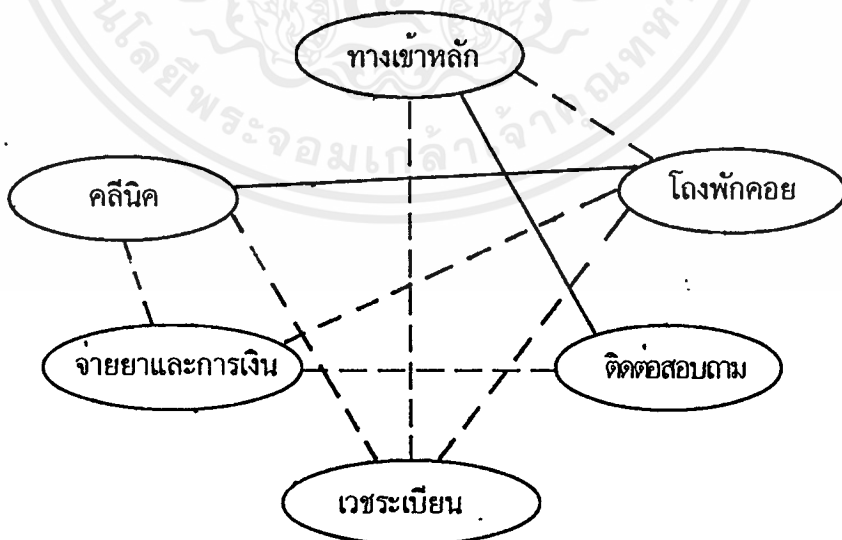 ทางเข้าหลัก
คลีนิค
โถงพักคอย
จ่ายยาและการเงิน
ติดต่อสอบถาม
เวชระเบียน